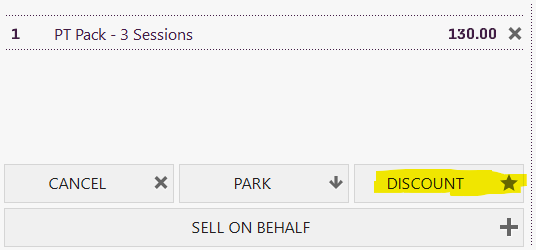 1 PT Pack - 3 Sessions 130.00
CANCEL PARK DISCOUNT
SELL ON BEHALF